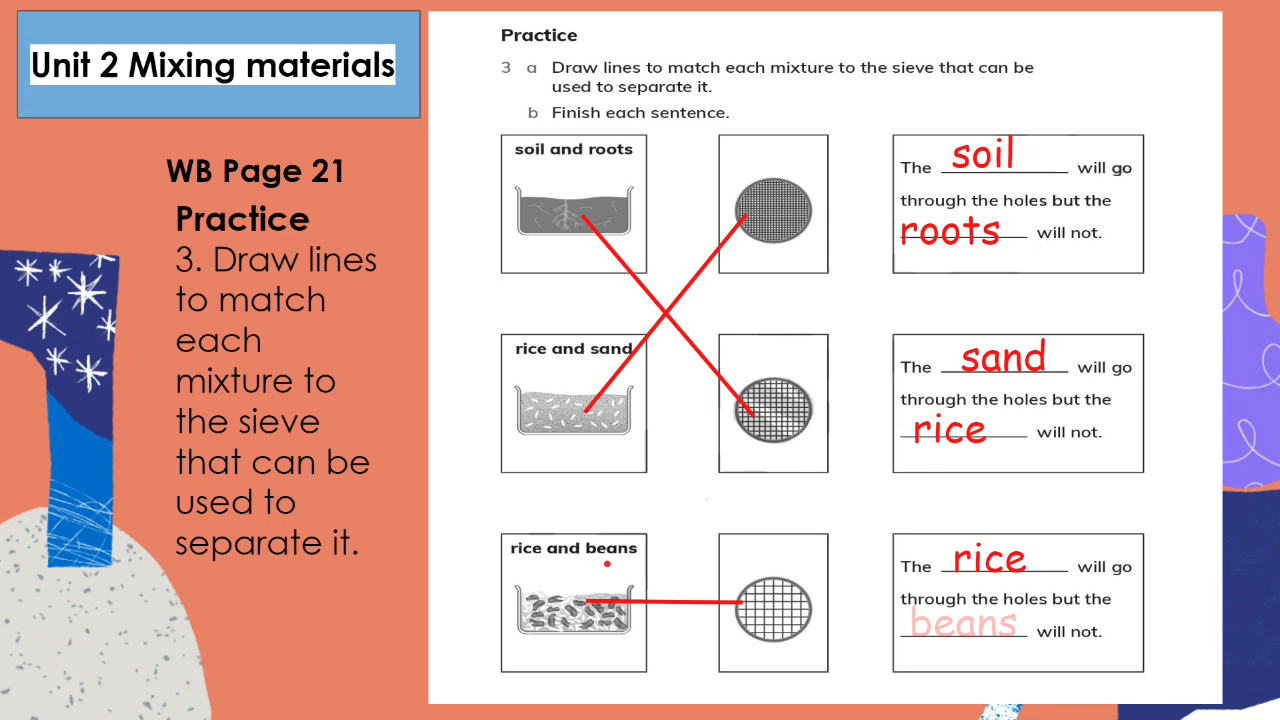 Unit 2 Mixing materials
WB Page 21
Practice
3. Draw lines
to match
each
mixture to
the sieve
that can be
used to
separate it.
Practice
3 a Draw lines to match each mixture to the sieve that can be
used to separate it.
b Finish each sentence.
soil and roots
The soil will go
through the holes but the
roots will not.
rice and sand
The sand will go
through the holes but the
rice will not.
rice and beans
The rice will go
through the holes but the
beans will not.